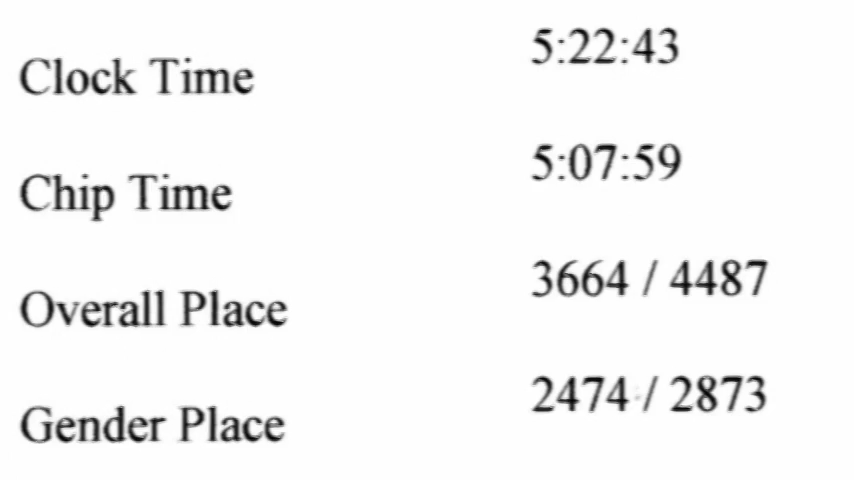 Clock Time 5:22:43
Chip Time 5:07:59
Overall Place 3664 / 4487
Gender Place 2474 / 2873